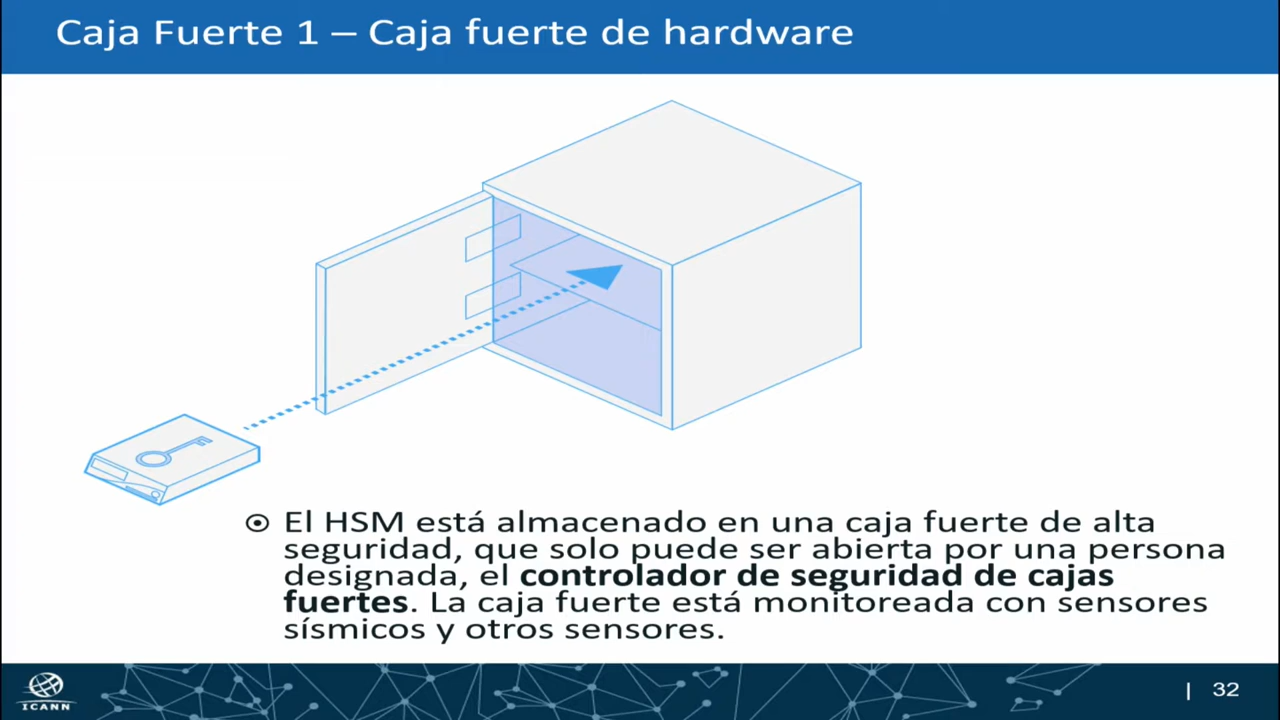 Caja Fuerte 1 – Caja fuerte de hardware
El HSM está almacenado en una caja fuerte de alta
seguridad, que solo puede ser abierta por una persona
designada, el controlador de seguridad de cajas
fuertes. La caja fuerte está monitoreada con sensores
sísmicos y otros sensores.
ICANN
| 32